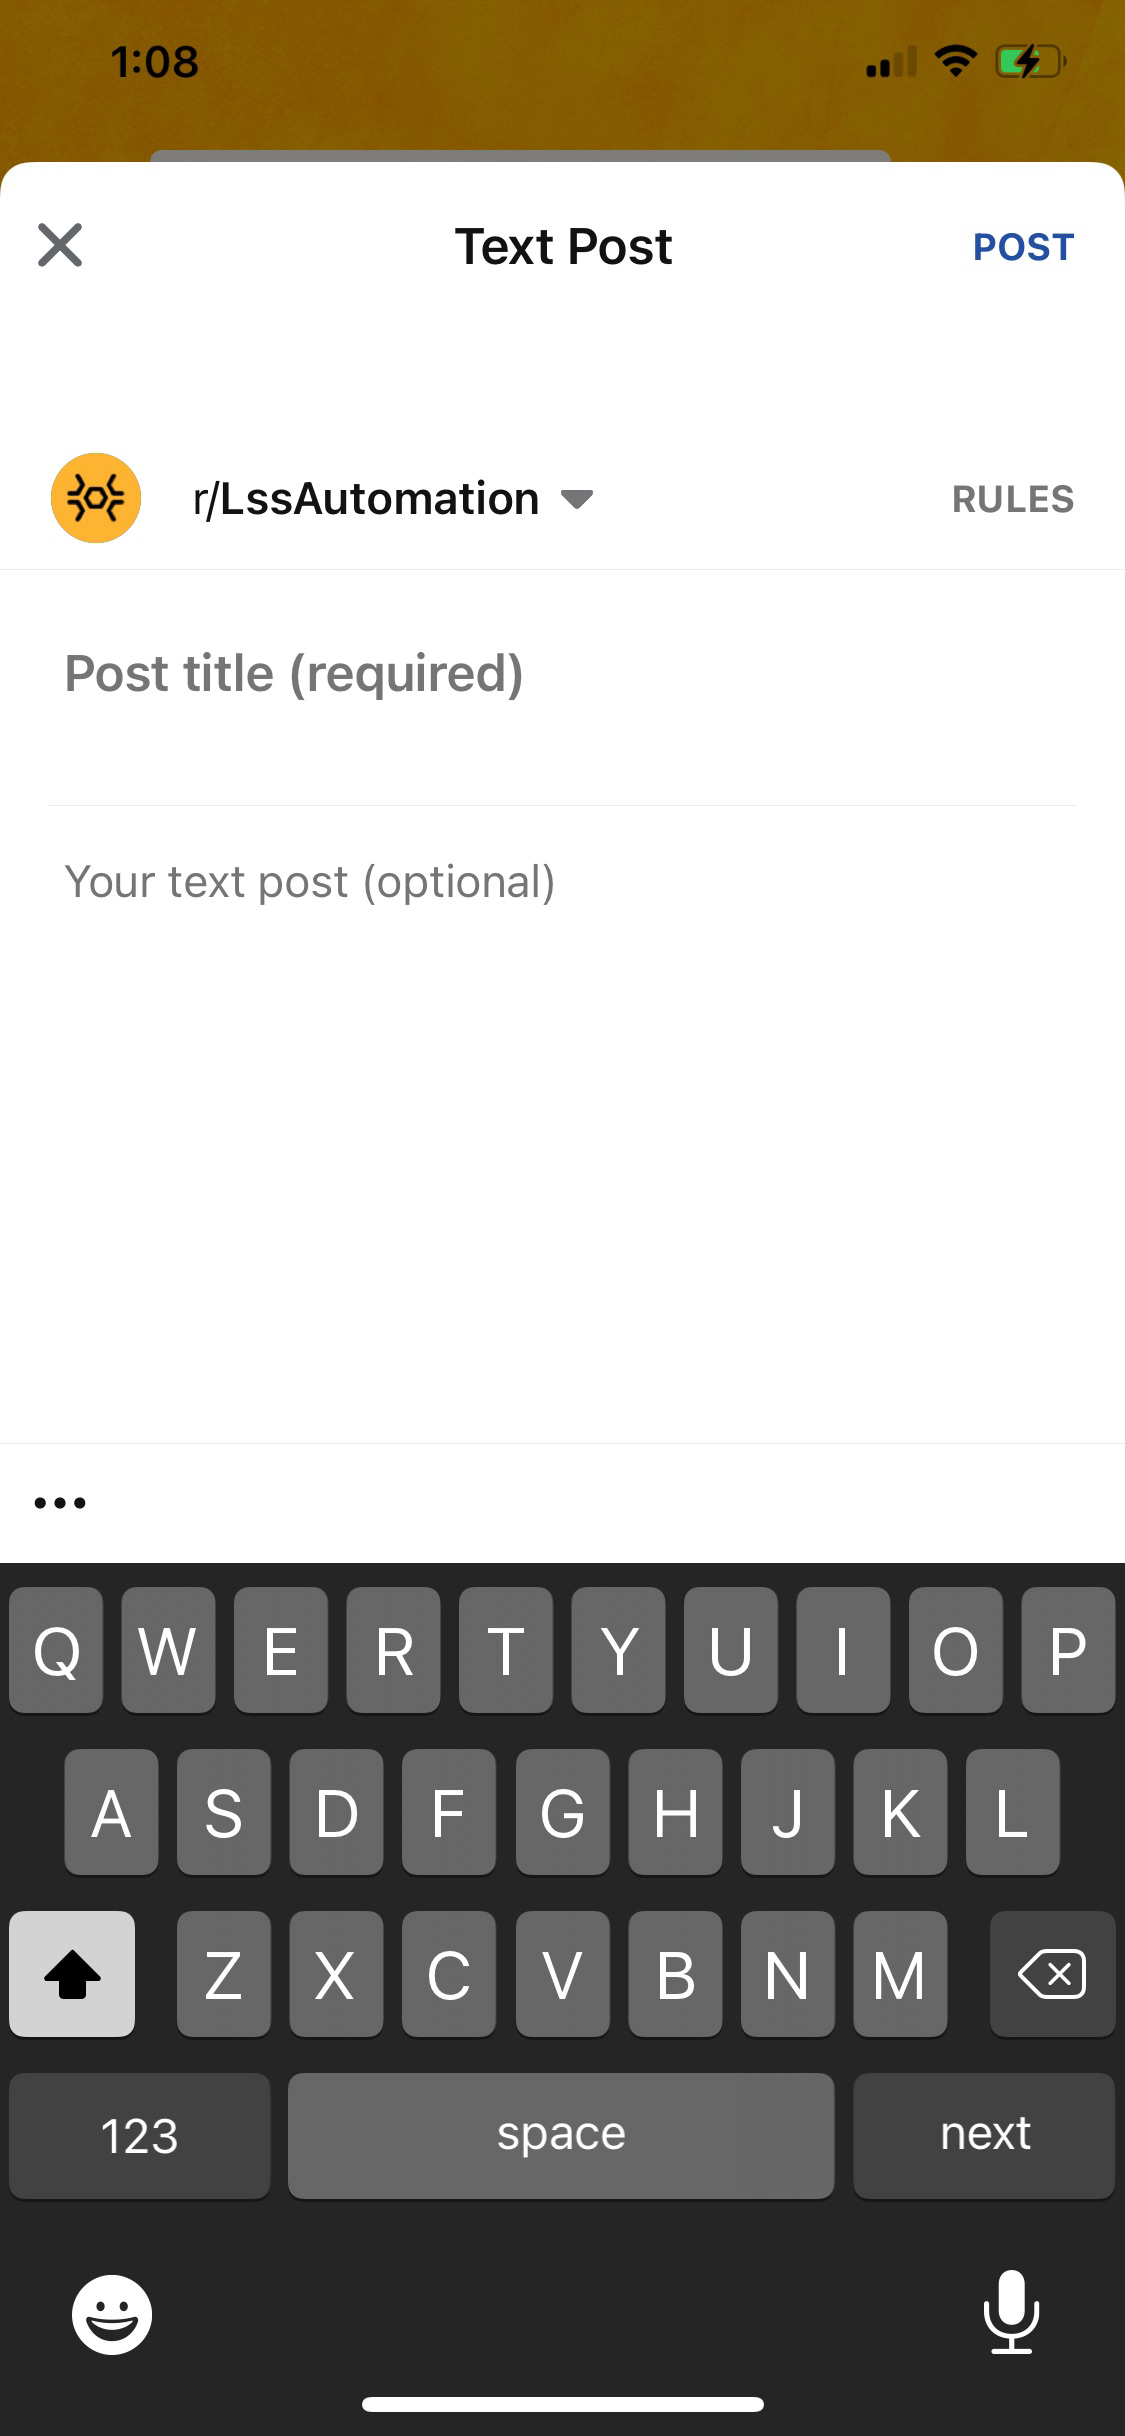 1:08
Text Post
POST
r/LssAutomation
RULES
Post title (required)
Your text post (optional)
Q W E R T Y U I O P
A S D F G H J K L
Z X C V B N M
123 space next